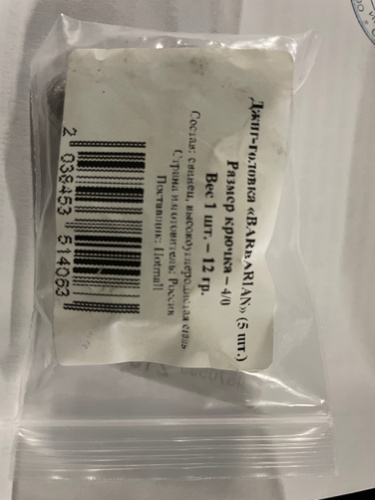 Джиг-головка «BARBARIAN» (5 шт.)
Размер крючка – 4/0
Вес 1 шт. – 12 гр.
Состав: свинец, высокоуглеродистая сталь
Страна изготовитель: Россия
Поставщик: Hotmall
2 038453 514063